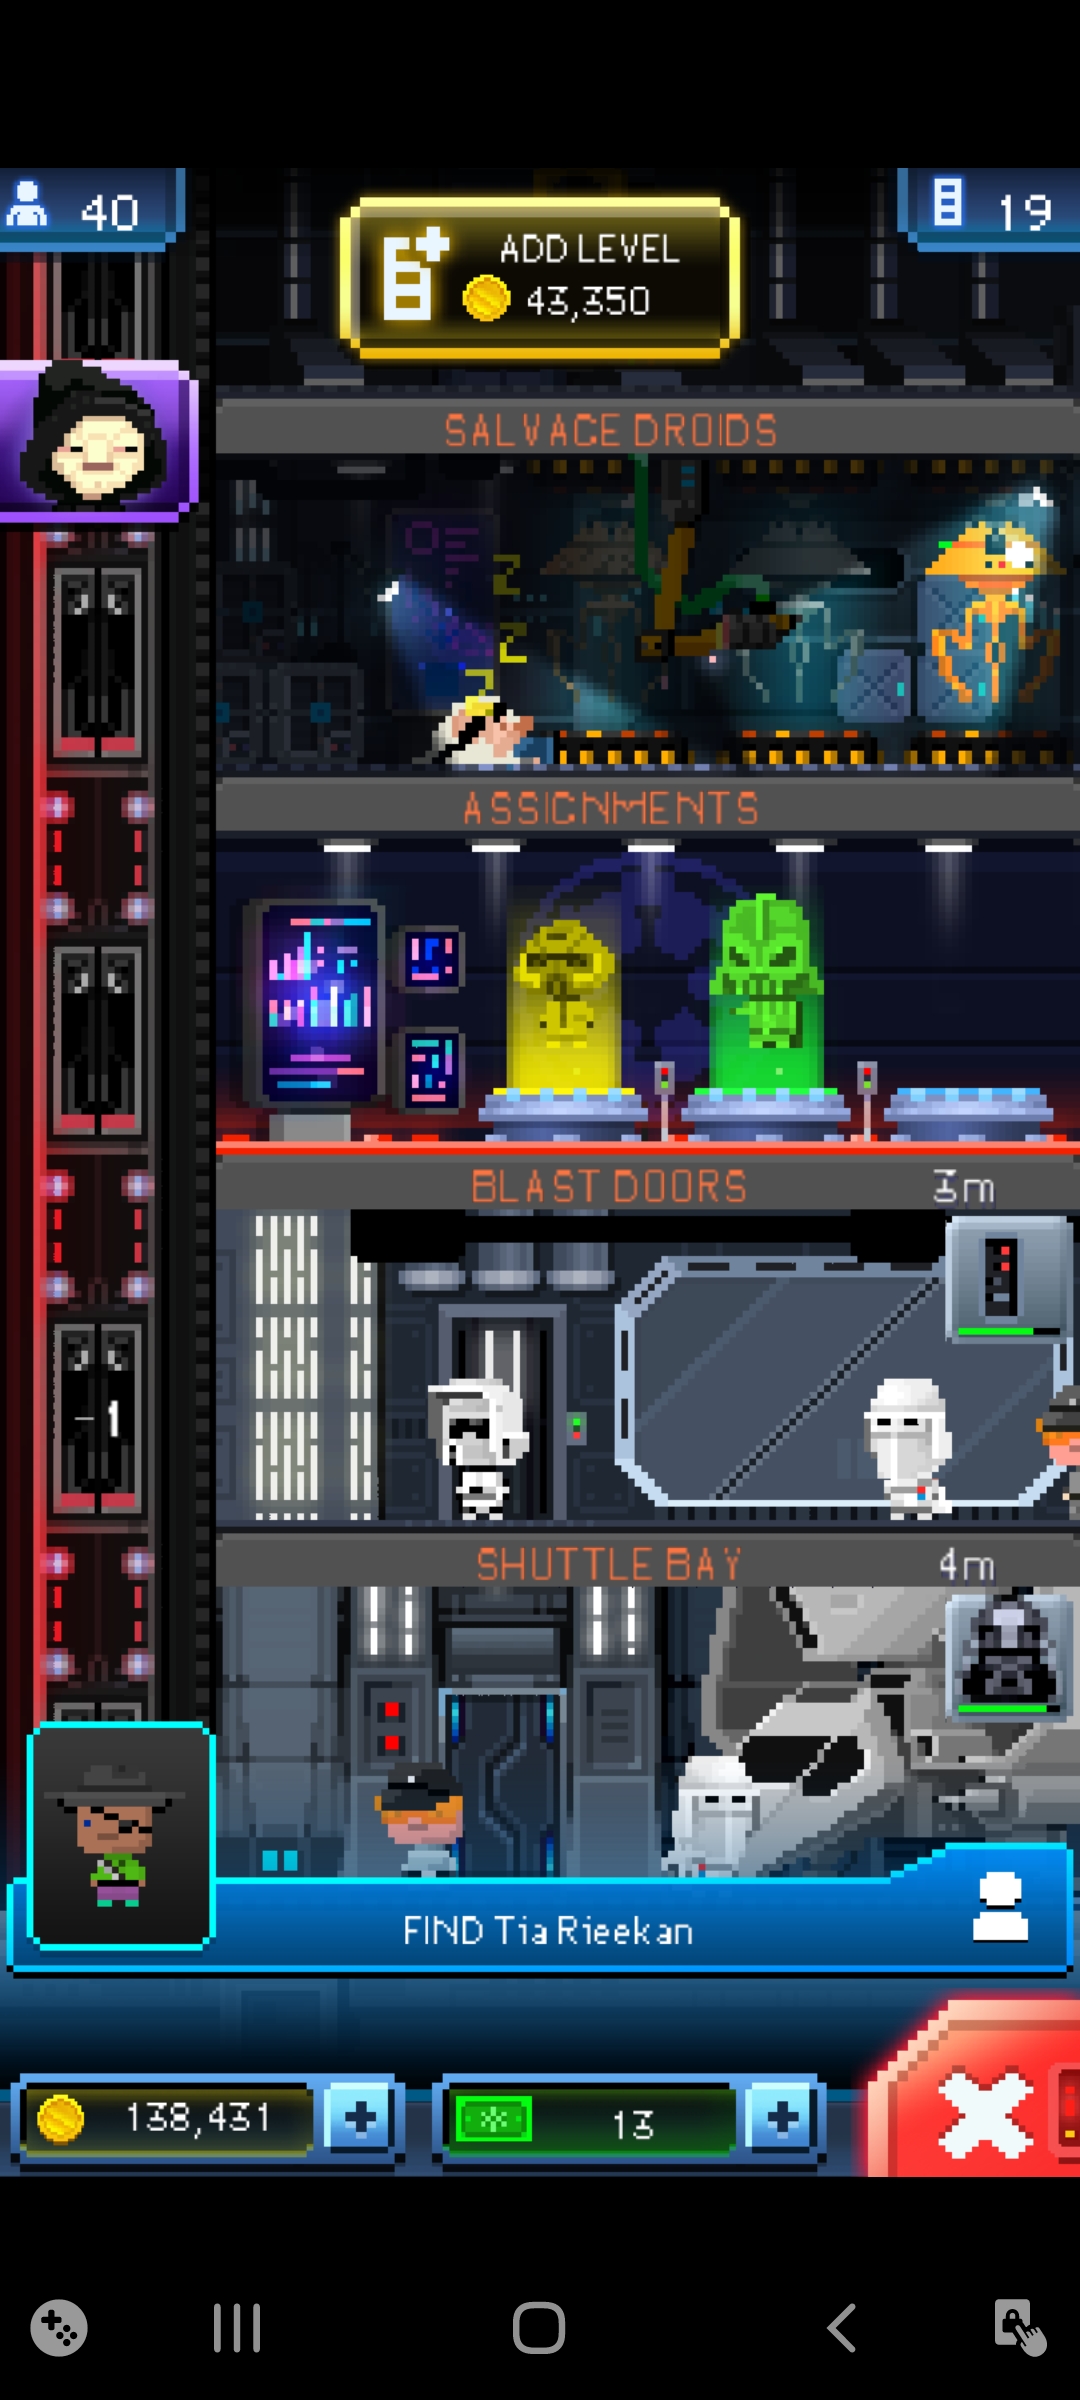 40
19
ADD LEVEL
43,350
SALVAGE DROIDS
Z
Z
Z
ASSIGNMENTS
BLAST DOORS 3m
-1
SHUTTLE BAY 4m
FIND Tia Rieekan
138,431
13